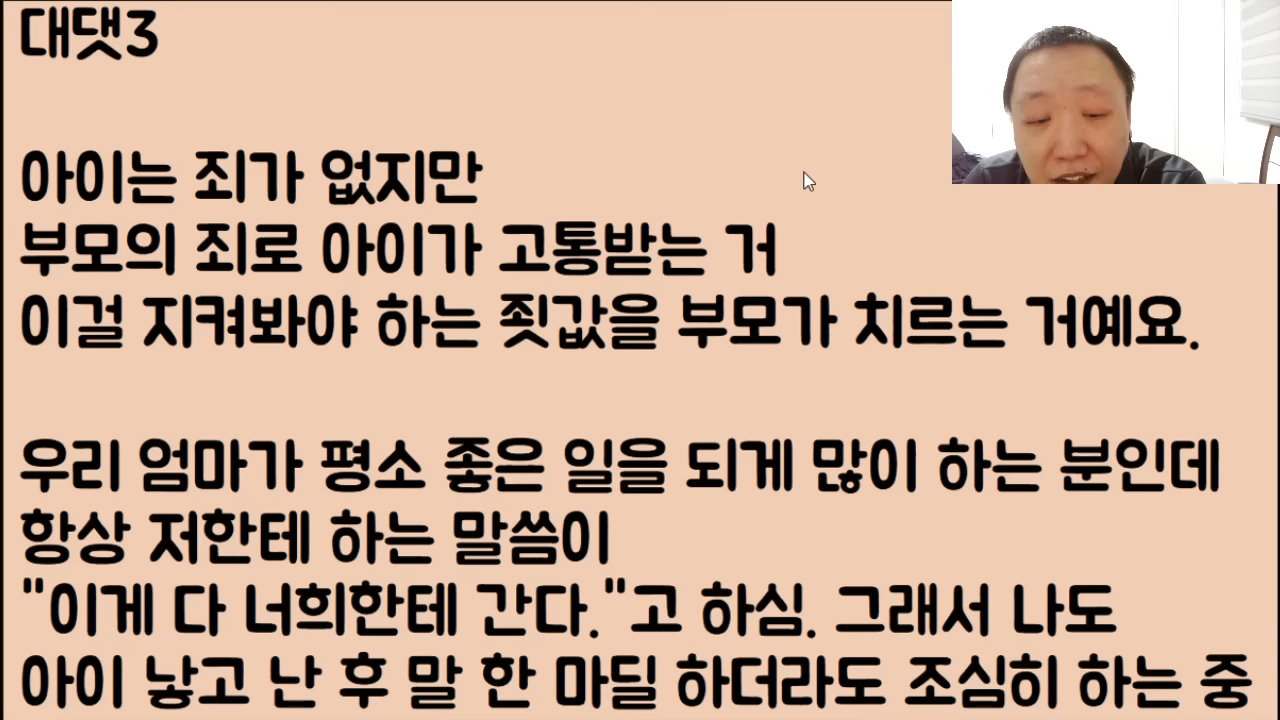 대댓3
아이는 죄가 없지만
부모의 죄로 아이가 고통받는 거
이걸 지켜봐야 하는 죗값을 부모가 치르는 거예요.
우리 엄마가 평소 좋은 일을 되게 많이 하는 분인데
항상 저한테 하는 말씀이
"이게 다 너희한테 간다."고 하심. 그래서 나도
아이 낳고 난 후 말 한 마딜 하더라도 조심히 하는 중